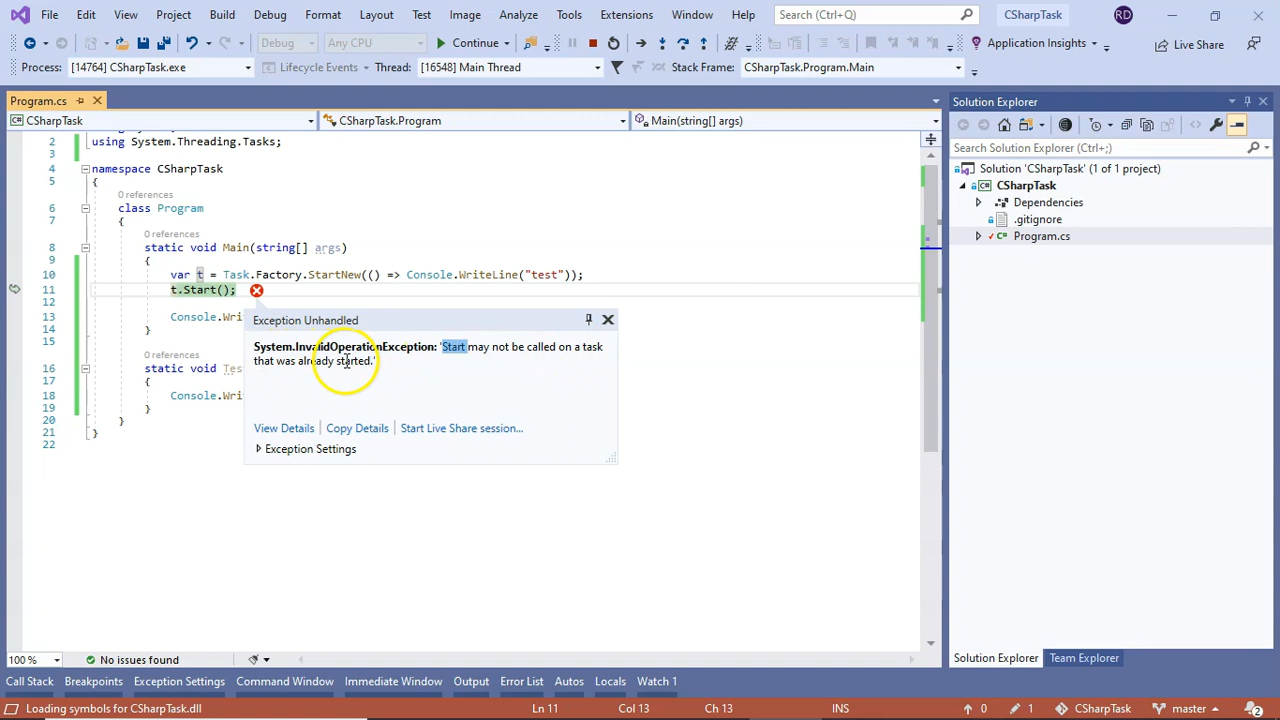 File Edit View Project Build Debug Format Layout Test Image Analyze Tools Extensions Window Help Search (Ctrl+Q) CSharpTask RD
Debug Any CPU Continue Application Insights Live Share
Process: [14764] CSharpTask.exe Lifecycle Events Thread: [16548] Main Thread Stack Frame: CSharpTask.Program.Main
Program.cs
CSharpTask CSharpTask.Program Main(string[] args)
2 using System.Threading.Tasks;
3
4 namespace CSharpTask
5 {
0 references
6 class Program
7 {
0 references
8 static void Main(string[] args)
9 {
10 var t = Task.Factory.StartNew(() => Console.WriteLine("test"));
11 t.Start();
12
13 Console.Wr
14 }
15
0 references
16 static void Tes
17 {
18 Console.Wr
19 }
20 }
21 }
22
Exception Unhandled
System.InvalidOperationException: 'Start may not be called on a task
that was already started.'
View Details Copy Details Start Live Share session...
Exception Settings
Solution Explorer
Search Solution Explorer (Ctrl+;)
Solution 'CSharpTask' (1 of 1 project)
CSharpTask
Dependencies
.gitignore
Program.cs
100 % No issues found
Solution Explorer Team Explorer
Call Stack Breakpoints Exception Settings Command Window Immediate Window Output Error List Autos Locals Watch 1
Loading symbols for CSharpTask.dll Ln 11 Col 13 Ch 13 INS 0 1 CSharpTask master 2